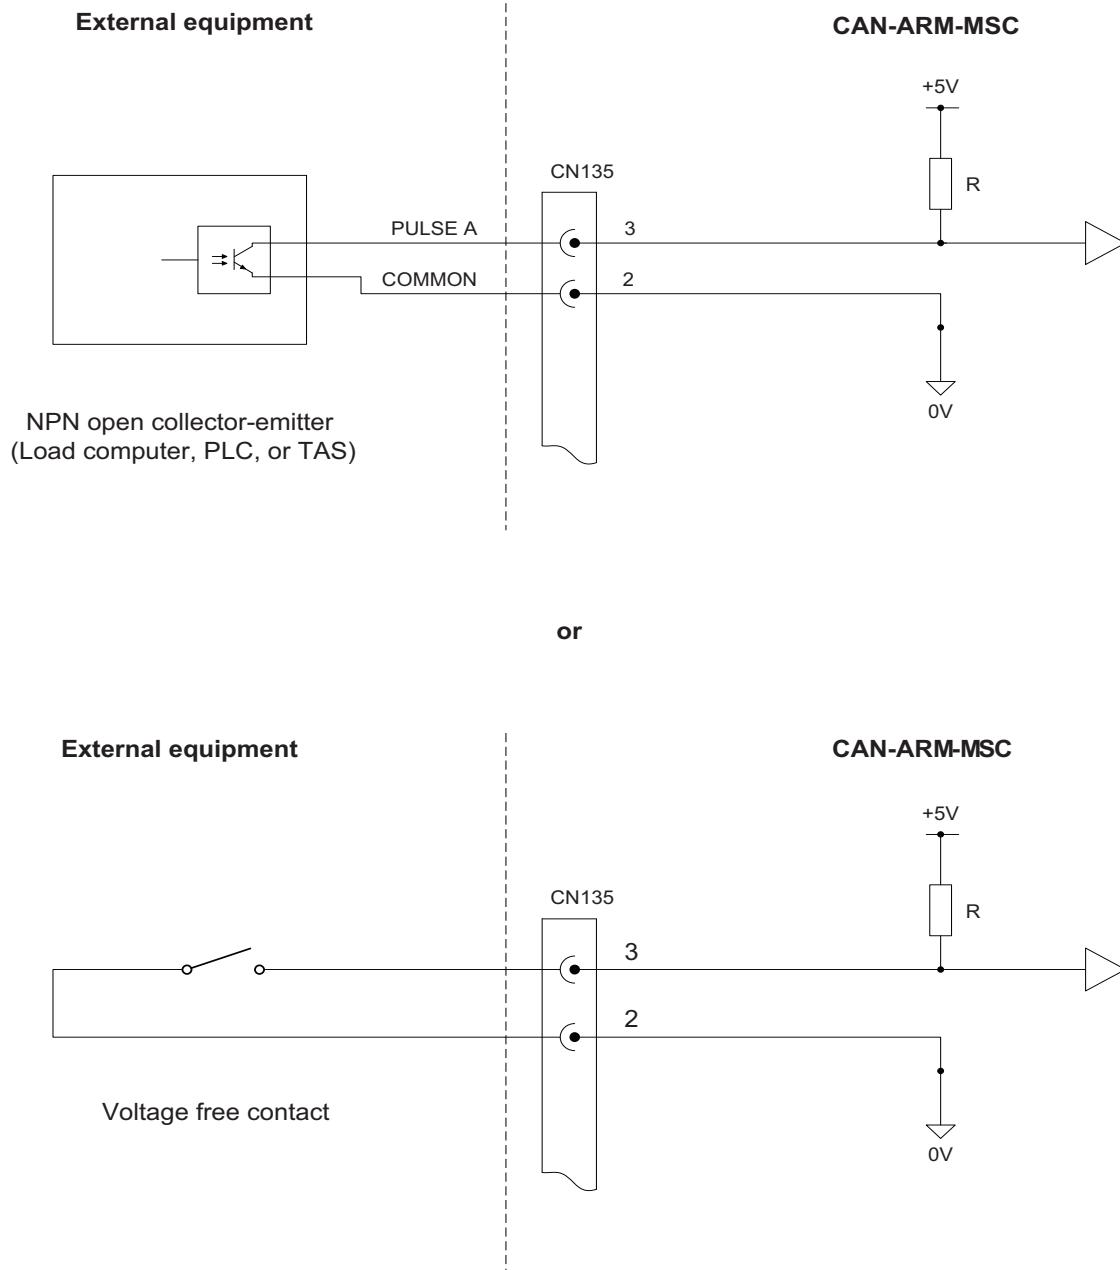 External equipment
CAN-ARM-MSC
+5V
CN135
R
PULSE A
3
COMMON
2
0V
NPN open collector-emitter
(Load computer, PLC, or TAS)
or
External equipment
CAN-ARM-MSC
+5V
CN135
R
3
2
Voltage free contact
0V